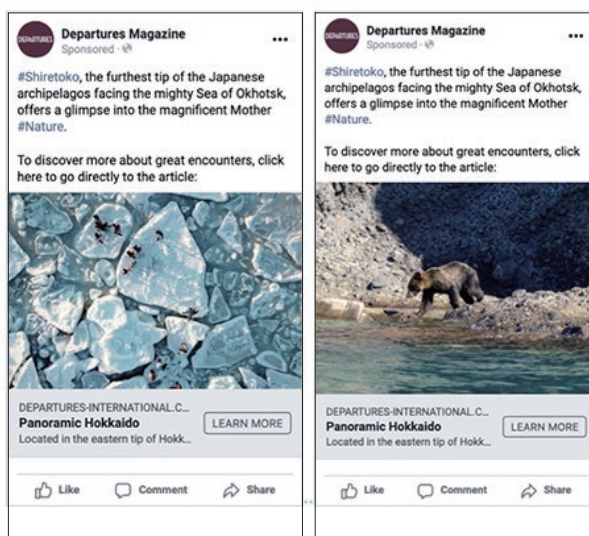 DEPARTURES
Departures Magazine
Sponsored ·
#Shiretoko, the furthest tip of the Japanese
archipelagos facing the mighty Sea of Okhotsk,
offers a glimpse into the magnificent Mother
#Nature.
To discover more about great encounters, click
here to go directly to the article:
DEPARTURES-INTERNATIONAL.C...
Panoramic Hokkaido
Located in the eastern tip of Hokk...
LEARN MORE
Like
Comment
Share
DEPARTURES
Departures Magazine
Sponsored ·
#Shiretoko, the furthest tip of the Japanese
archipelagos facing the mighty Sea of Okhotsk,
offers a glimpse into the magnificent Mother
#Nature.
To discover more about great encounters, click
here to go directly to the article:
DEPARTURES-INTERNATIONAL.C...
Panoramic Hokkaido
Located in the eastern tip of Hokk...
LEARN MORE
Like
Comment
Share